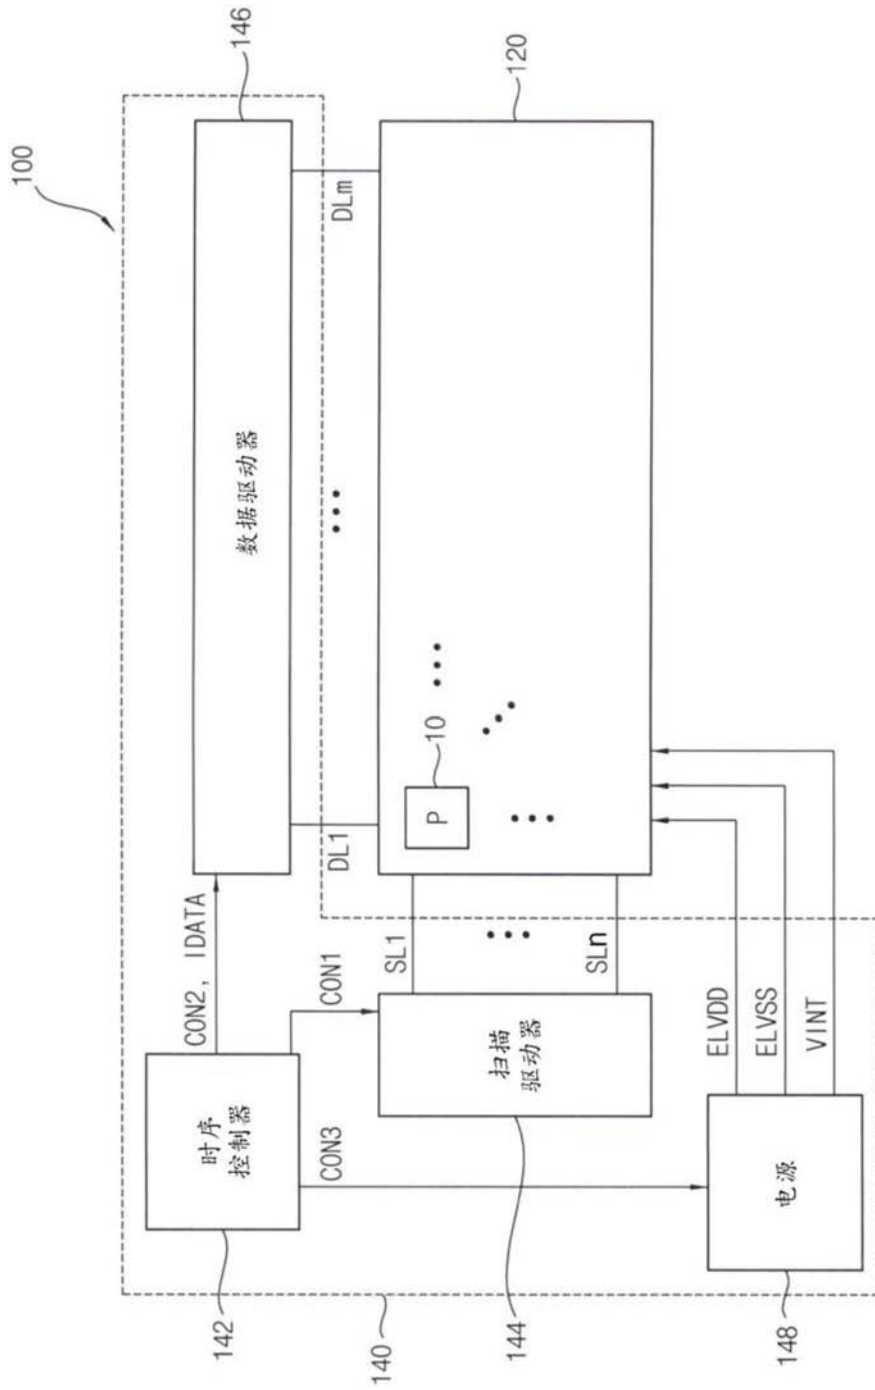 100
146
数据驱动器
120
DLm
DL1
CON2, IDATA
时序
控制器
142
CON1
CON3
SL1
SLn
扫描
驱动器
144
P
10
ELVDD
ELVSS
VINT
电源
148
140